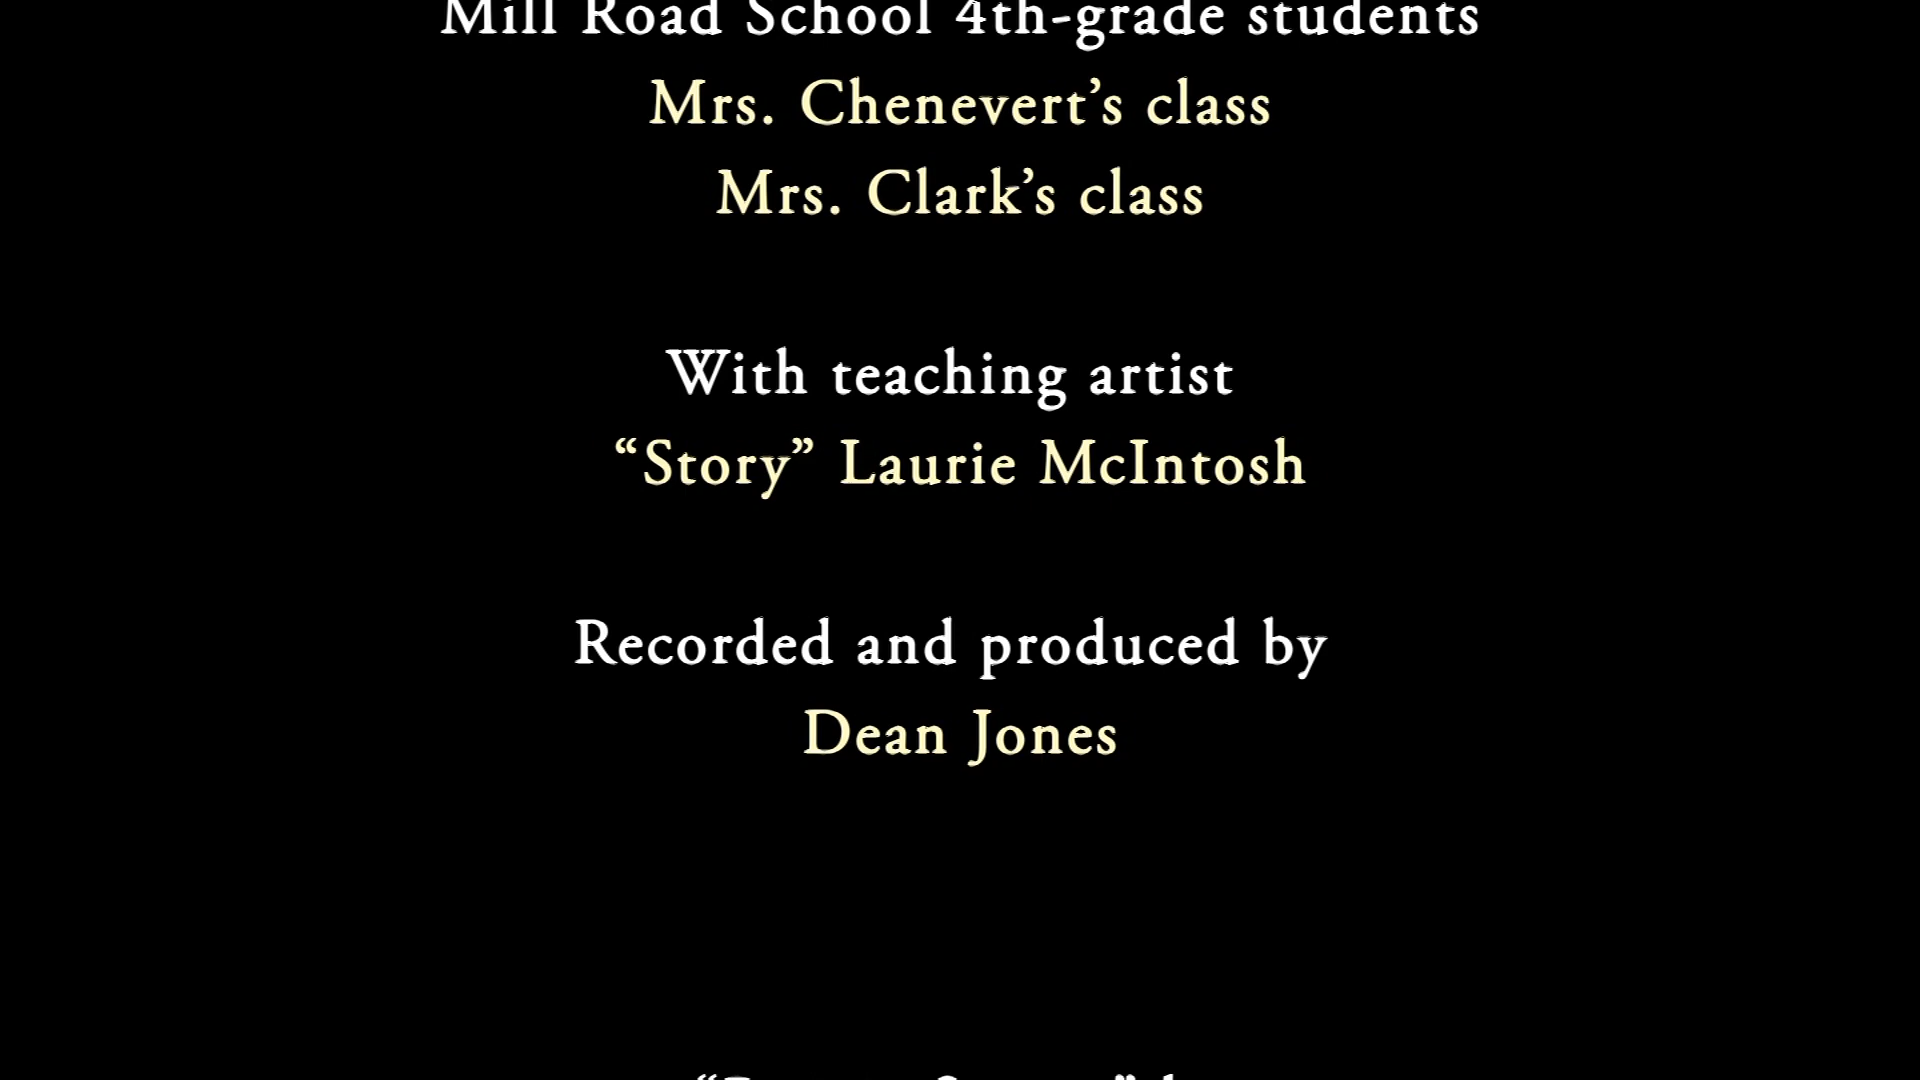 Mill Road School 4th-grade students
Mrs. Chenevert’s class
Mrs. Clark’s class
With teaching artist
“Story” Laurie McIntosh
Recorded and produced by
Dean Jones